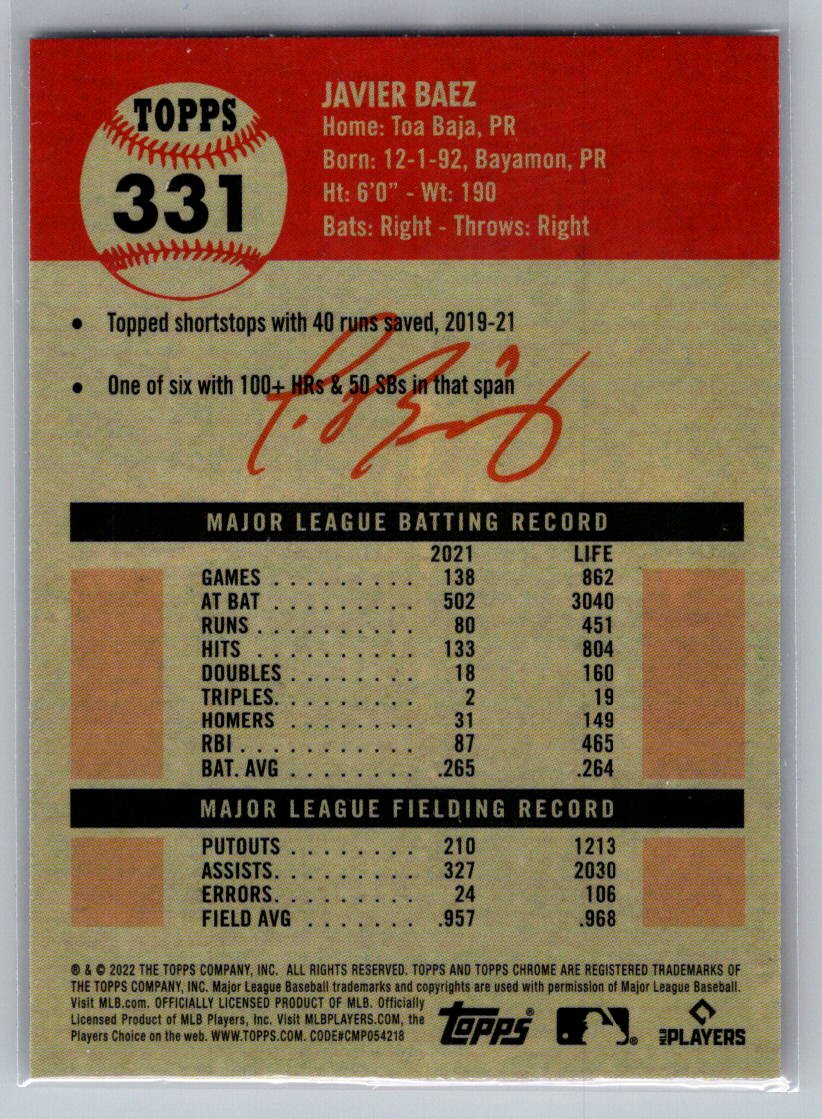 TOPPS
331
JAVIER BAEZ
Home: Toa Baja, PR
Born: 12-1-92, Bayamon, PR
Ht: 6'0" - Wt: 190
Bats: Right - Throws: Right
• Topped shortstops with 40 runs saved, 2019-21
• One of six with 100+ HRs & 50 SBs in that span
MAJOR LEAGUE BATTING RECORD
2021 LIFE
GAMES . . . . . . . . . 138 862
AT BAT . . . . . . . . . 502 3040
RUNS . . . . . . . . . . 80 451
HITS . . . . . . . . . . 133 804
DOUBLES . . . . . . . . 18 160
TRIPLES. . . . . . . . . 2 19
HOMERS . . . . . . . . 31 149
RBI . . . . . . . . . . . 87 465
BAT. AVG . . . . . . . . .265 .264
MAJOR LEAGUE FIELDING RECORD
PUTOUTS . . . . . . . . 210 1213
ASSISTS. . . . . . . . . 327 2030
ERRORS. . . . . . . . . 24 106
FIELD AVG . . . . . . . .957 .968
® & © 2022 THE TOPPS COMPANY, INC. ALL RIGHTS RESERVED. TOPPS AND TOPPS CHROME ARE REGISTERED TRADEMARKS OF
THE TOPPS COMPANY, INC. Major League Baseball trademarks and copyrights are used with permission of Major League Baseball.
Visit MLB.com. OFFICIALLY LICENSED PRODUCT OF MLB. Officially
Licensed Product of MLB Players, Inc. Visit MLBPLAYERS.COM, the
Players Choice on the web. WWW.TOPPS.COM. CODE#CMP054218
topps®
®
MLB PLAYERS